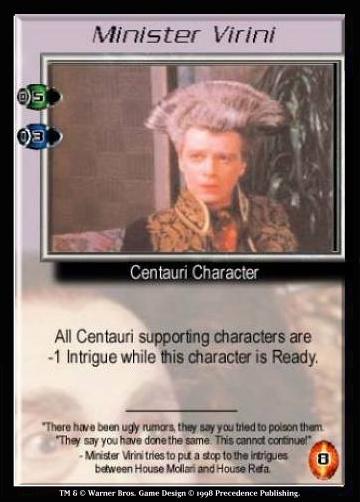 Minister Virini
5
3
Centauri Character
All Centauri supporting characters are
-1 Intrigue while this character is Ready.
"There have been ugly rumors, they say you tried to poison them.
"They say you have done the same. This cannot continue!"
- Minister Virini tries to put a stop to the intrigues
between House Mollari and House Refa.
8
TM & © Warner Bros. Game Design © 1998 Precedence Publishing.